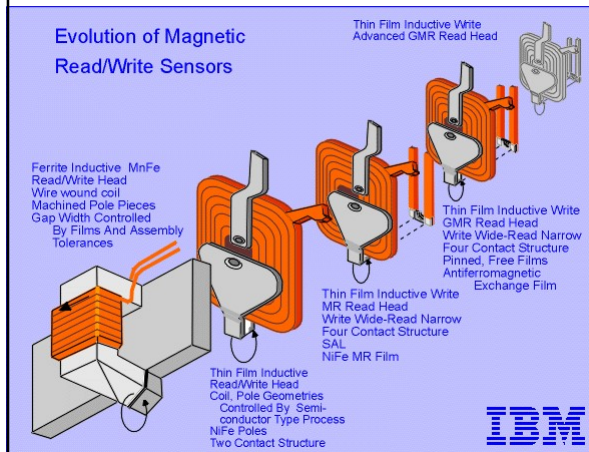 Evolution of Magnetic
Read/Write Sensors
Thin Film Inductive Write
Advanced GMR Read Head
Ferrite Inductive MnFe
Read/Write Head
Wire wound coil
Machined Pole Pieces
Gap Width Controlled
By Films And Assembly
Tolerances
Thin Film Inductive
Read/Write Head
Coil, Pole Geometries
Controlled By Semi-
conductor Type Process
NiFe Poles
Two Contact Structure
Thin Film Inductive Write
MR Read Head
Write Wide-Read Narrow
Four Contact Structure
SAL
NiFe MR Film
Thin Film Inductive Write
GMR Read Head
Write Wide-Read Narrow
Four Contact Structure
Pinned, Free Films
Antiferromagnetic
Exchange Film
IBM